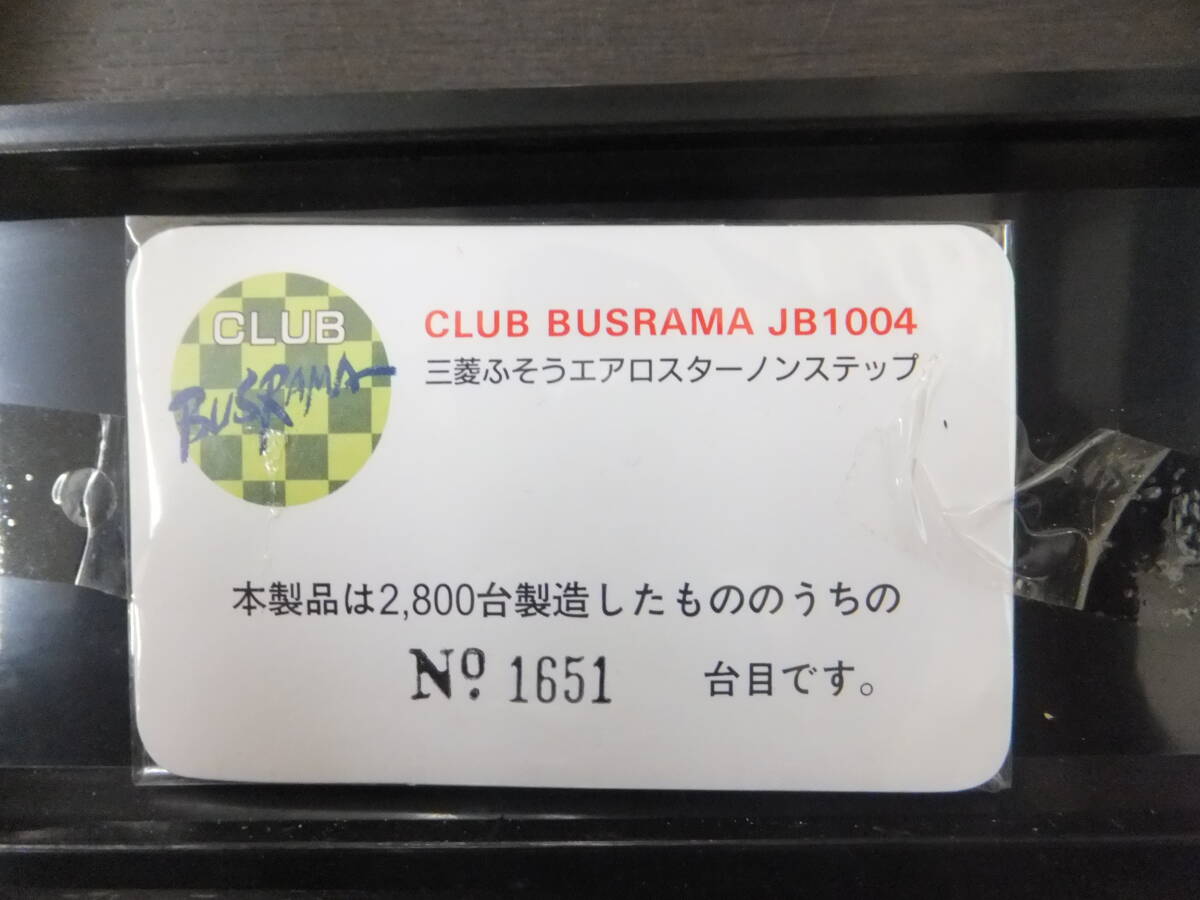 CLUB
BUSRAMA
CLUB BUSRAMA JB1004
三菱ふそうエアロスターノンステップ
本製品は2,800台製造したもののうちの
Nº. 1651 台目です。